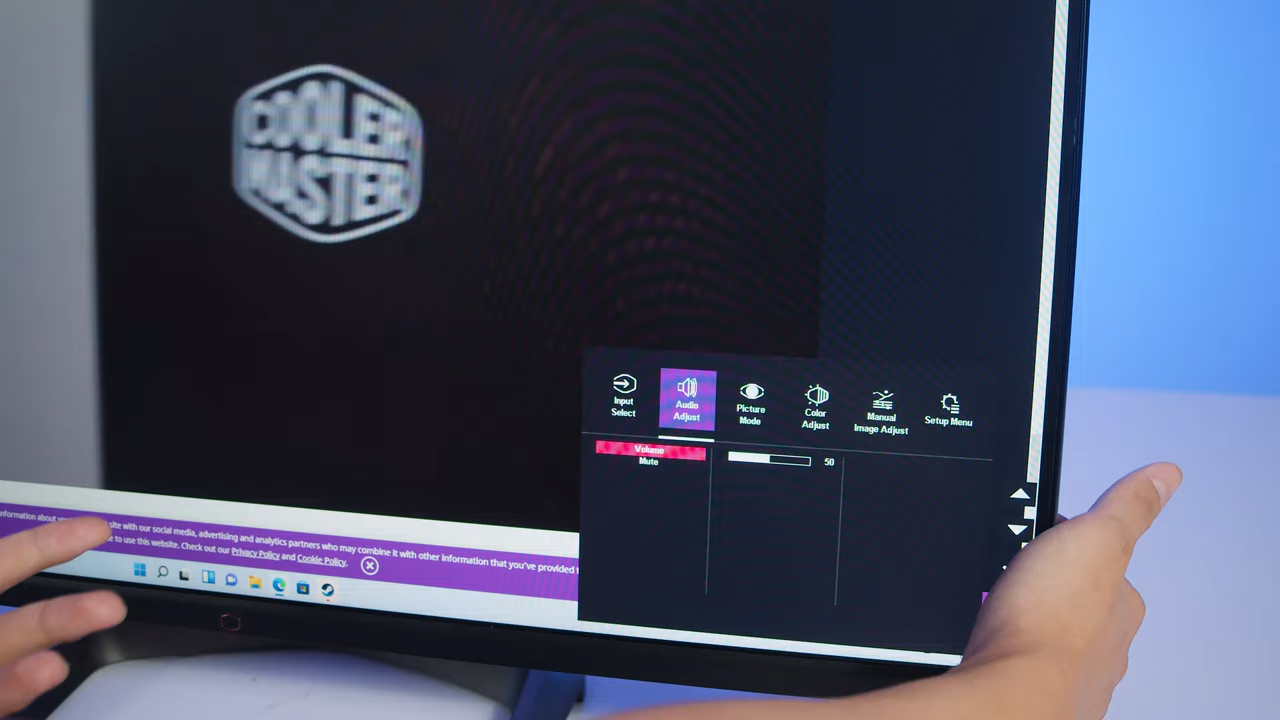 COOLER
MASTER
Input
Select
Audio
Adjust
Picture
Mode
Color
Adjust
Manual
Image Adjust
Setup Menu
Volume
50
Mute
information about site with our social media, advertising and analytics partners who may combine it with other information that you've provided
to use this website. Check out our Privacy Policy and Cookie Policy.